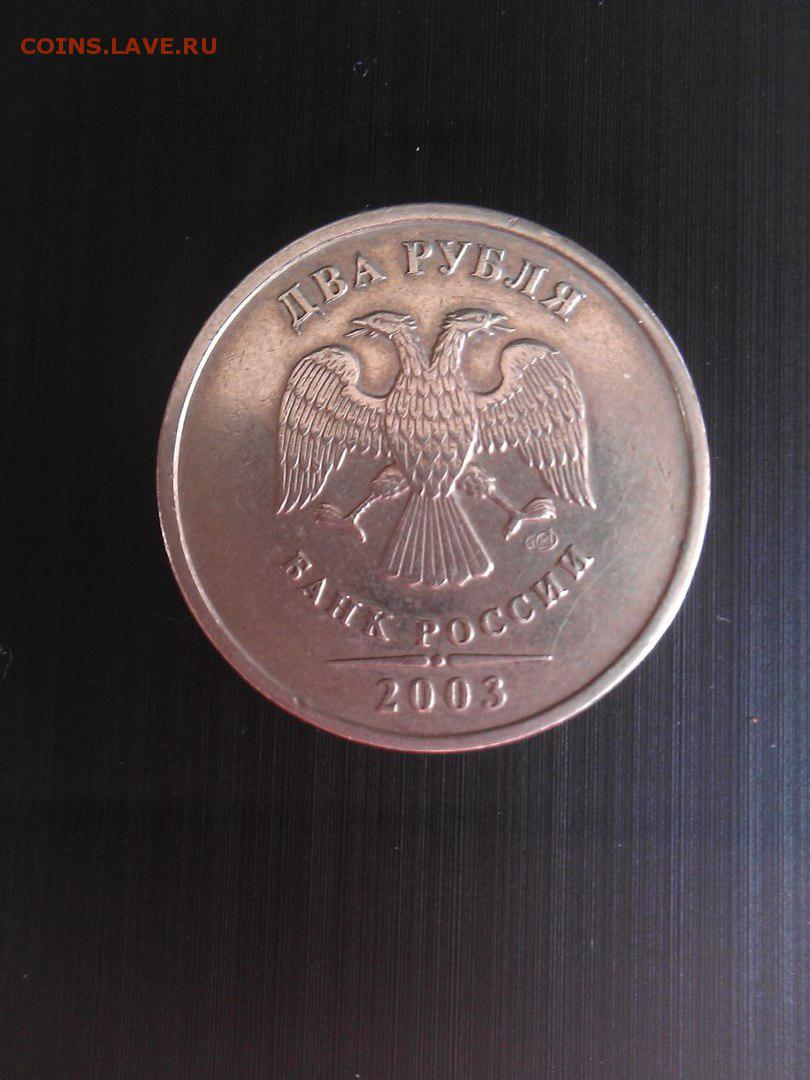 COINS.LAVE.RU
ДВА РУБЛЯ
БАНК РОССИИ
2003